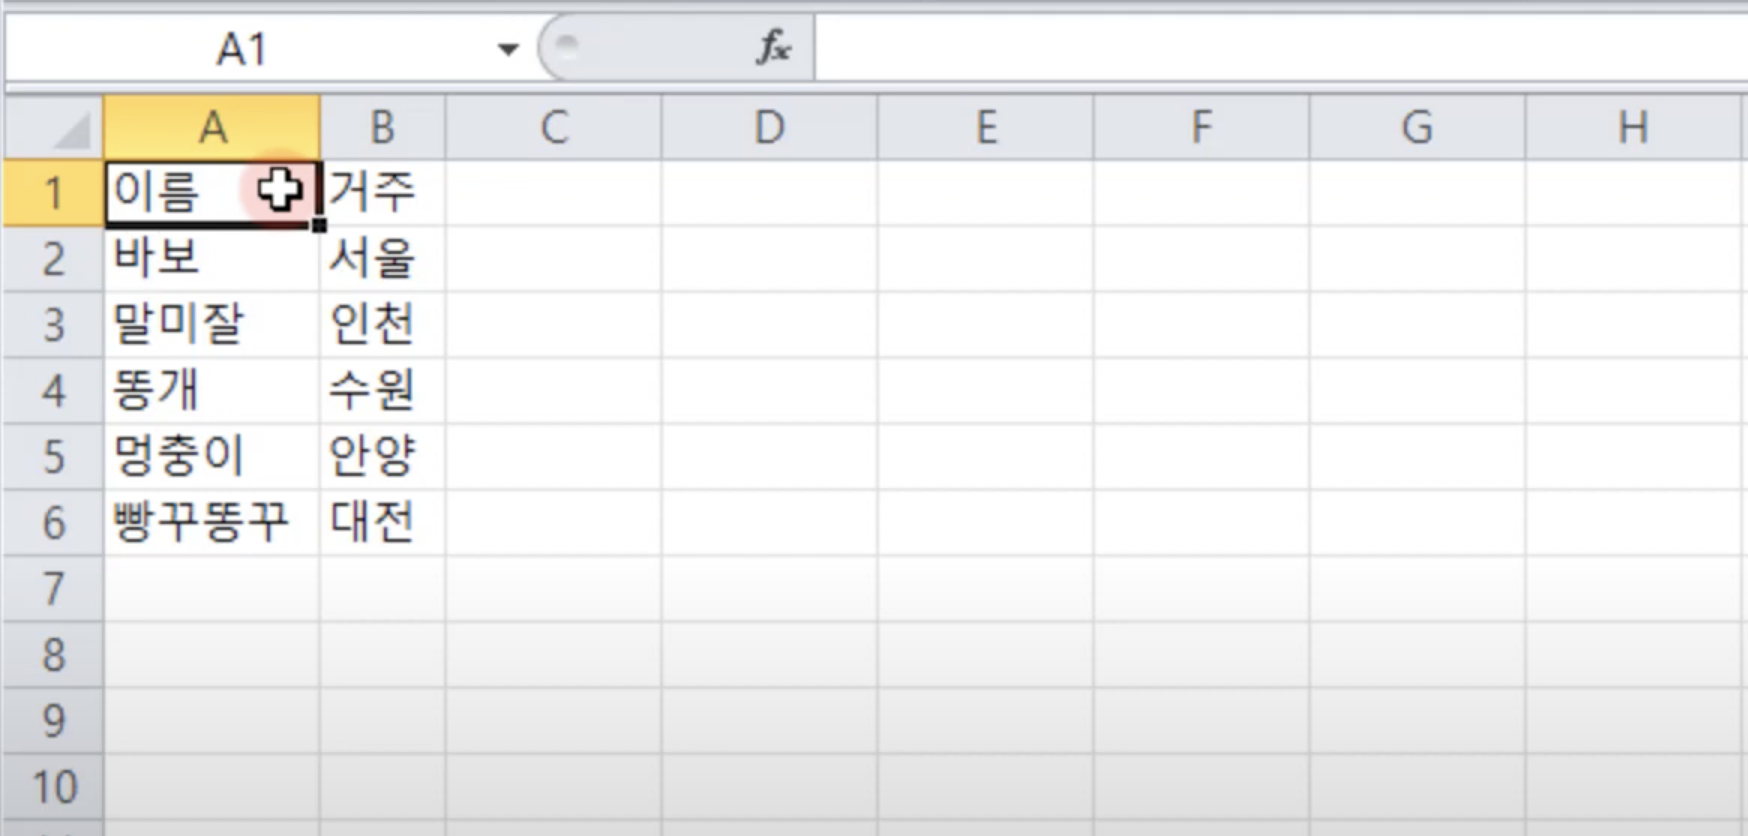 A1 fx
A B C D E F G H
1 이름 거주
2 바보 서울
3 말미잘 인천
4 똥개 수원
5 멍충이 안양
6 빵꾸똥꾸 대전
7
8
9
10